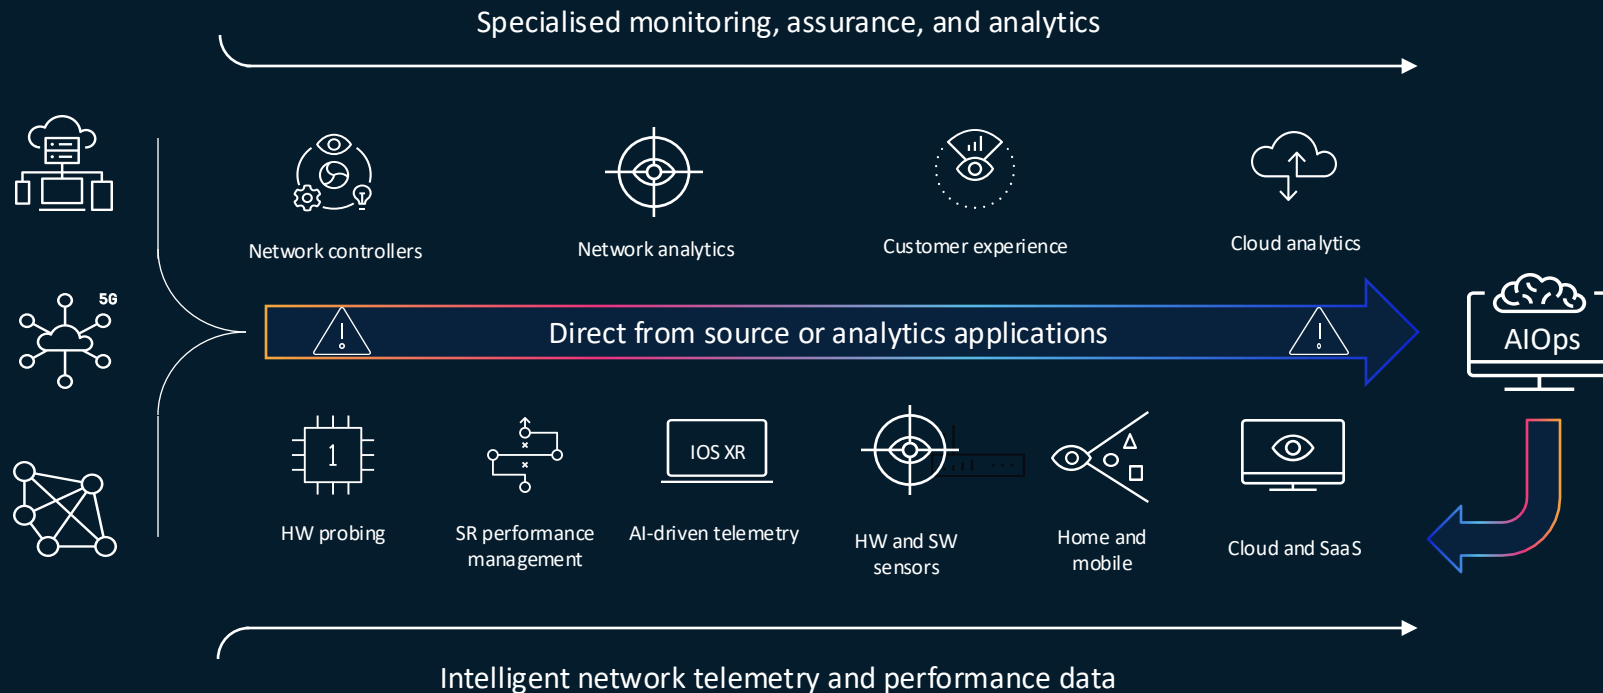 Specialised monitoring, assurance, and analytics
Network controllers
Network analytics
Customer experience
Cloud analytics
5G
Direct from source or analytics applications
AIOps
1
IOS XR
HW probing
SR performance
management
AI-driven telemetry
HW and SW
sensors
Home and
mobile
Cloud and SaaS
Intelligent network telemetry and performance data